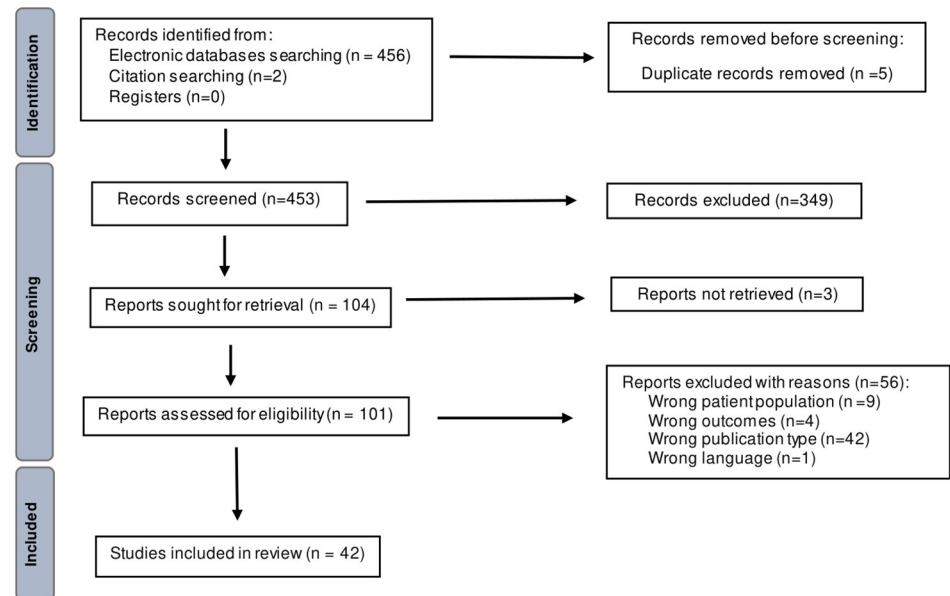 Identification
Records identified from:
Electronic databases searching (n = 456)
Citation searching (n=2)
Registers (n=0)
Records removed before screening:
Duplicate records removed (n =5)
Screening
Records screened (n=453)
Records excluded (n=349)
Reports sought for retrieval (n = 104)
Reports not retrieved (n=3)
Reports assessed for eligibility (n = 101)
Reports excluded with reasons (n=56):
Wrong patient population (n =9)
Wrong outcomes (n=4)
Wrong publication type (n=42)
Wrong language (n=1)
Included
Studies included in review (n = 42)